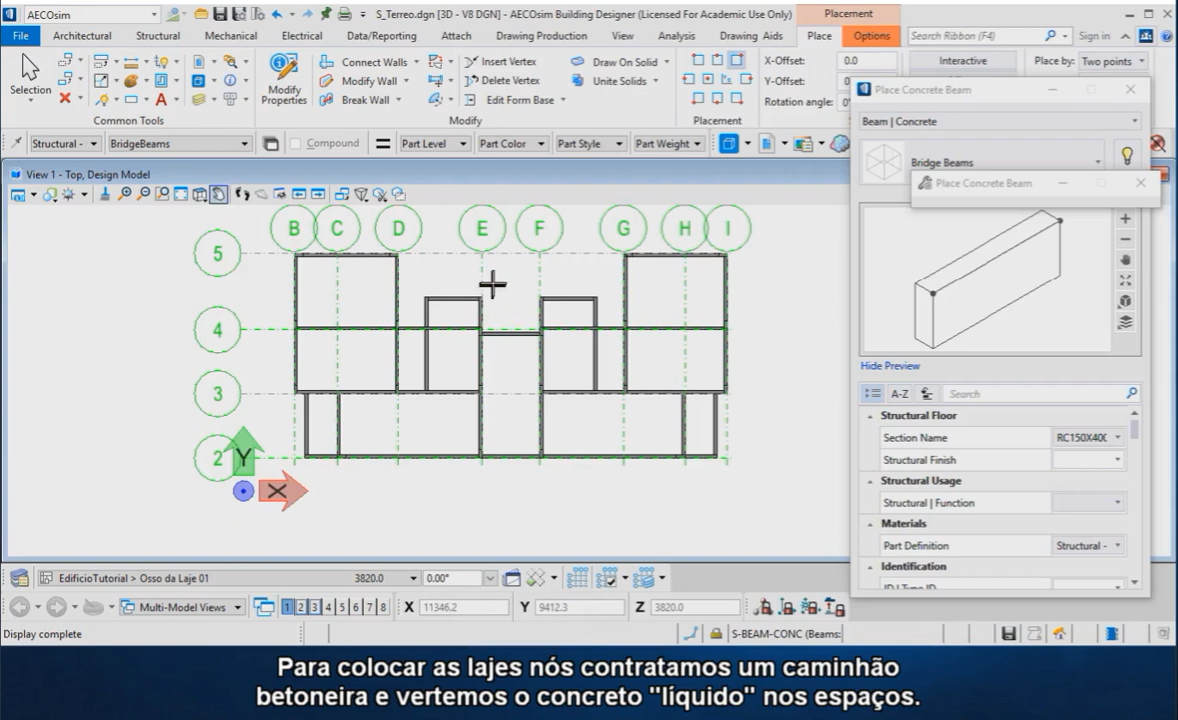 AECOsim
S_Terreo.dgn [3D - V8 DGN] - AECOsim Building Designer (Licensed For Academic Use Only)
Placement
File
Architectural
Structural
Mechanical
Electrical
Data/Reporting
Attach
Drawing Production
View
Analysis
Drawing Aids
Place
Options
Search Ribbon (F4)
Sign in
Selection
Modify Properties
Connect Walls
Insert Vertex
Draw On Solid
Modify Wall
Delete Vertex
Unite Solids
Break Wall
Edit Form Base
X-Offset: 0.0
Y-Offset:
Rotation angle:
Interactive
Place by: Two points
Common Tools
Modify
Placement
Structural -
BridgeBeams
Compound
Part Level
Part Color
Part Style
Part Weight
View 1 - Top, Design Model
B C D E F G H I
5
4
3
2
Y
X
Place Concrete Beam
Beam | Concrete
Bridge Beams
Place Concrete Beam
Hide Preview
A-Z
Search
Structural Floor
Section Name RC150X40(
Structural Finish
Structural Usage
Structural | Function
Materials
Part Definition Structural -
Identification
EdificioTutorial > Osso da Laje 01 3820.0 0.00°
Multi-Model Views
1 2 3 4 5 6 7 8
X 11346.2 Y 9412.3 Z 3820.0
Display complete
S-BEAM-CONC (Beams:
Para colocar as lajes nós contratamos um caminhão
betoneira e vertemos o concreto "líquido" nos espaços.